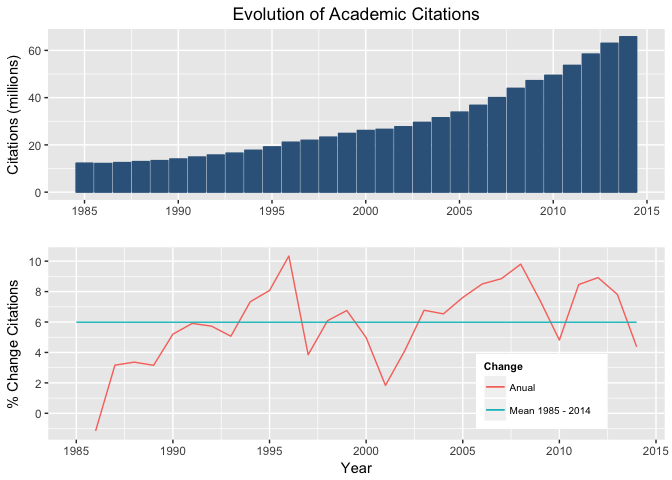 Evolution of Academic Citations
Citations (millions)
60
40
20
0
1985 1990 1995 2000 2005 2010 2015
% Change Citations
10
8
6
4
2
0
Change
Anual
Mean 1985 - 2014
1985 1990 1995 2000 2005 2010 2015
Year